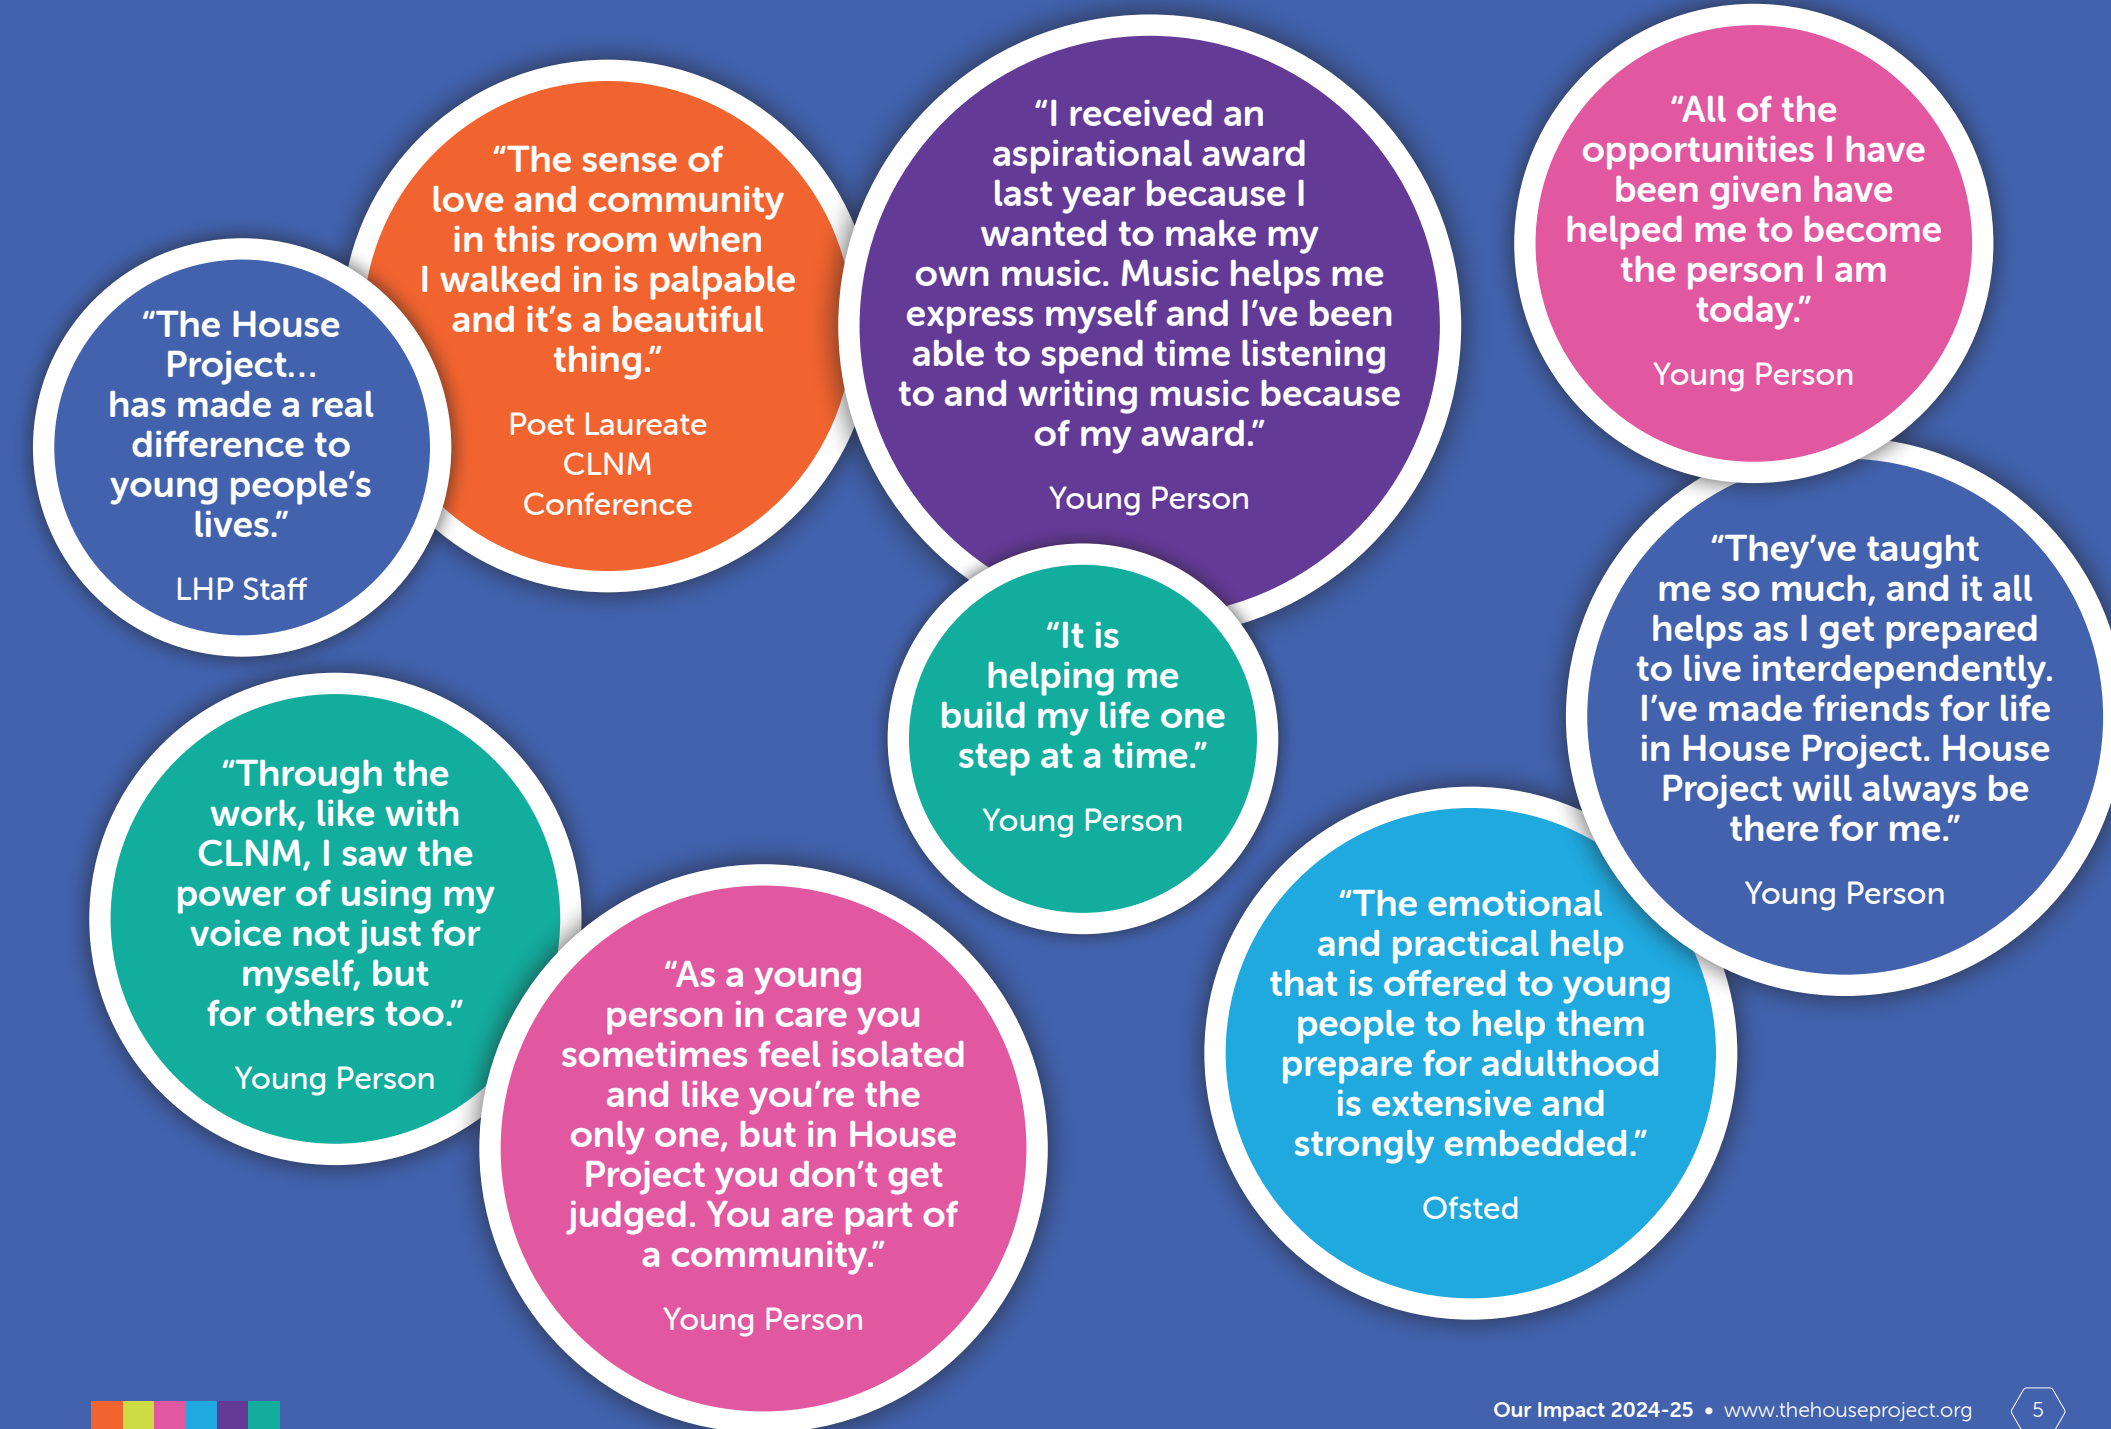 “The House
Project...
has made a real
difference to
young people’s
lives.”
LHP Staff
“The sense of
love and community
in this room when
I walked in is palpable
and it’s a beautiful
thing.”
Poet Laureate
CLNM
Conference
“I received an
aspirational award
last year because I
wanted to make my
own music. Music helps me
express myself and I’ve been
able to spend time listening
to and writing music because
of my award.”
Young Person
“All of the
opportunities I have
been given have
helped me to become
the person I am
today.”
Young Person
“They’ve taught
me so much, and it all
helps as I get prepared
to live interdependently.
I’ve made friends for life
in House Project. House
Project will always be
there for me.”
Young Person
“It is
helping me
build my life one
step at a time.”
Young Person
“Through the
work, like with
CLNM, I saw the
power of using my
voice not just for
myself, but
for others too.”
Young Person
“As a young
person in care you
sometimes feel isolated
and like you’re the
only one, but in House
Project you don’t get
judged. You are part of
a community.”
Young Person
“The emotional
and practical help
that is offered to young
people to help them
prepare for adulthood
is extensive and
strongly embedded.”
Ofsted
Our Impact 2024-25 • www.thehouseproject.org 5